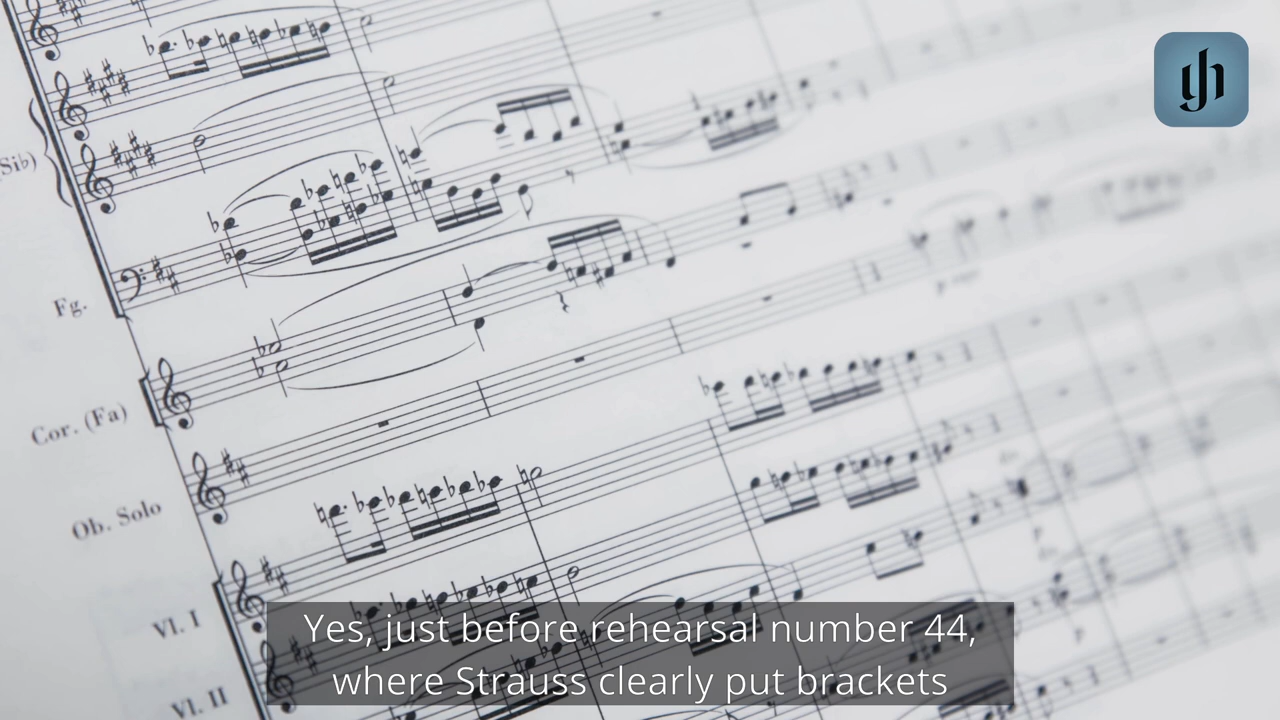 (Sib)
Fg.
Cor. (Fa)
Ob. Solo
Vl. I
Vl. II
Yes, just before rehearsal number 44,
where Strauss clearly put brackets